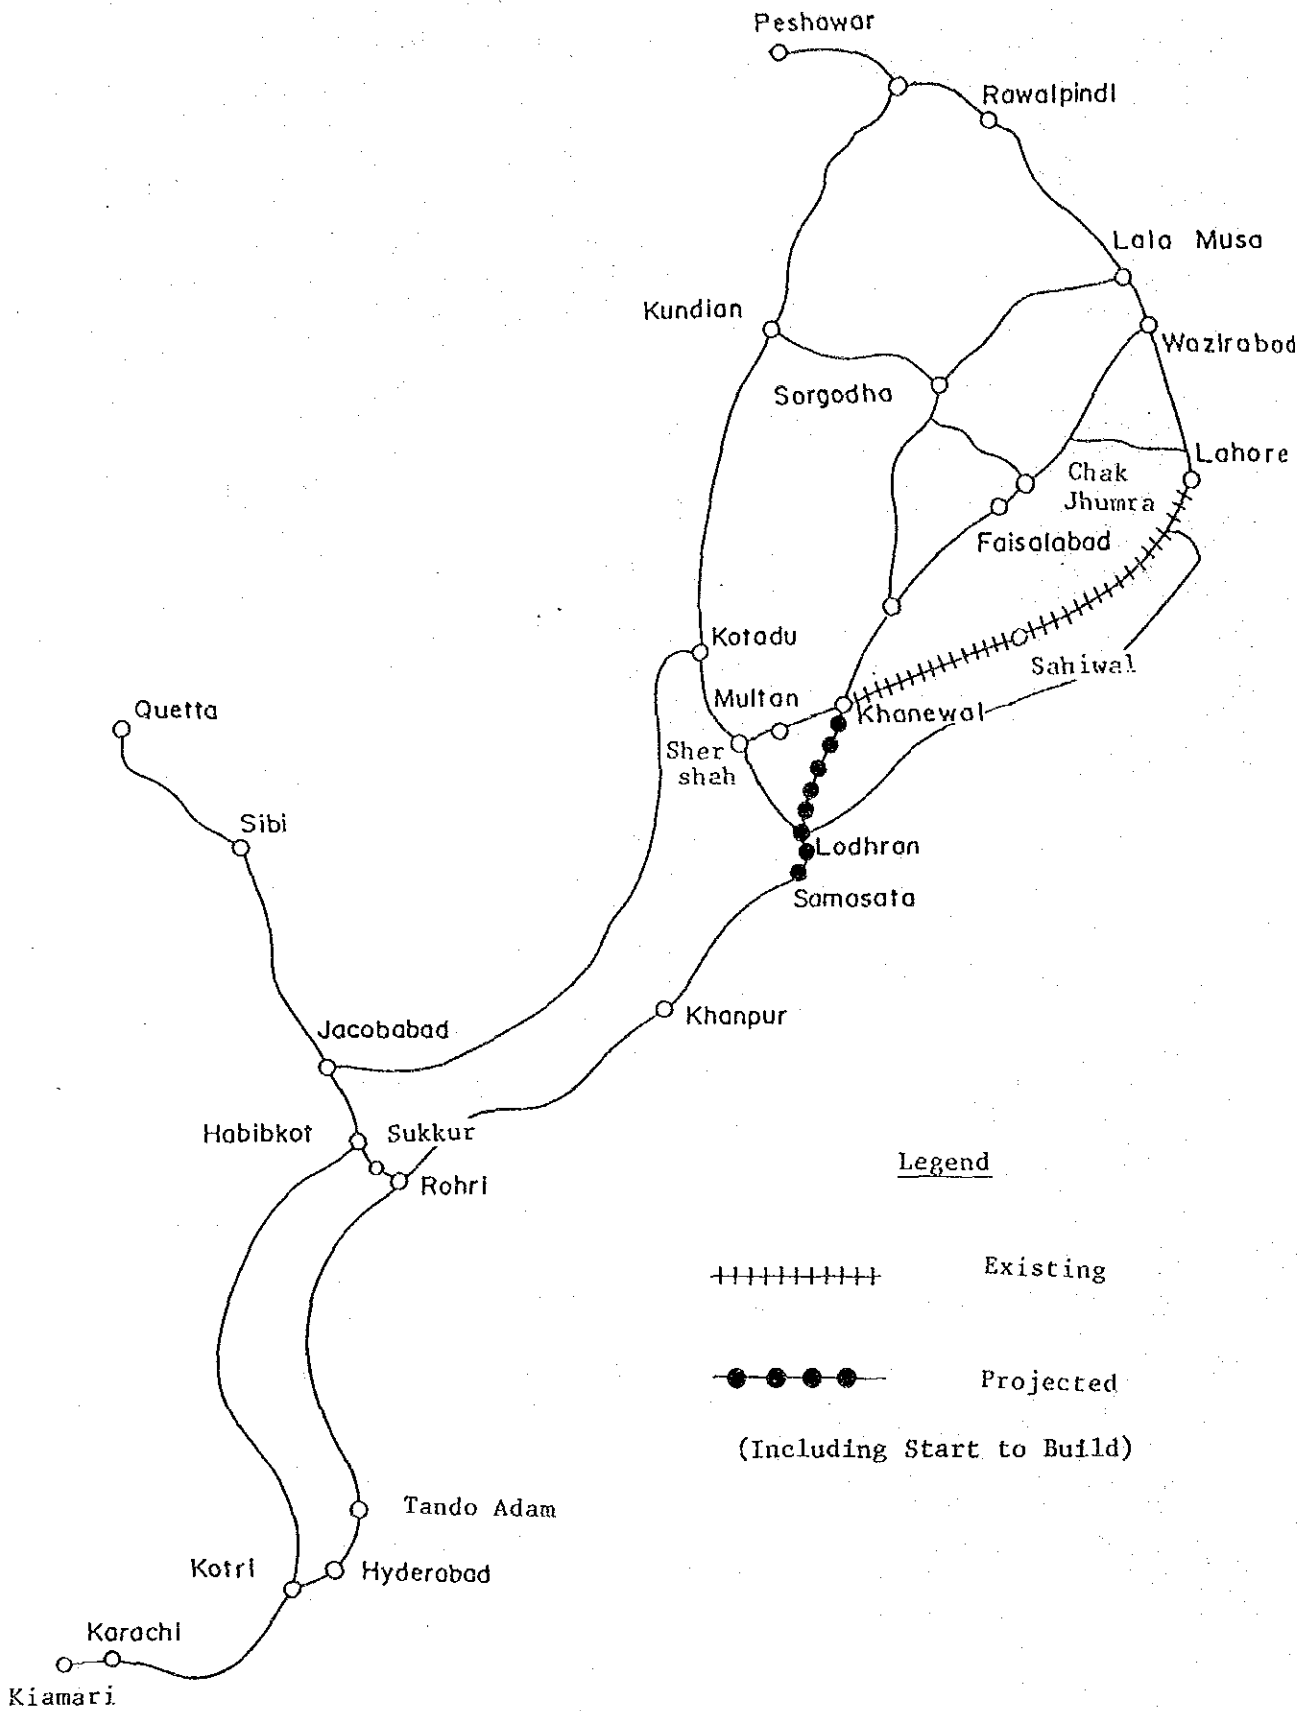 Peshawar
Rawalpindi
Lala Musa
Kundian
Wazirabad
Sorgodha
Lahore
Chak
Jhumra
Faisalabad
Kotadu
Sahiwal
Multan
Quetta
Khanewal
Sher
shah
Sibi
Lodhran
Samasata
Khanpur
Jacobabad
Habibkot
Sukkur
Rohri
Legend
Existing
Projected
(Including Start to Build)
Tando Adam
Kotri
Hyderabad
Karachi
Kiamari